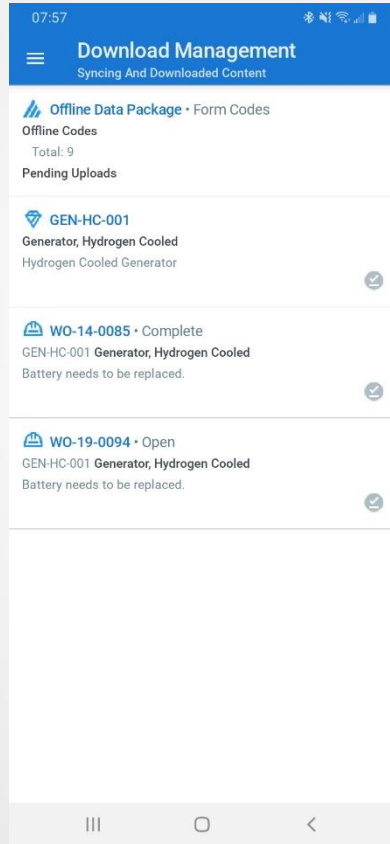 07:57
Download Management
Syncing And Downloaded Content
Offline Data Package • Form Codes
Offline Codes
Total: 9
Pending Uploads
GEN-HC-001
Generator, Hydrogen Cooled
Hydrogen Cooled Generator
WO-14-0085 • Complete
GEN-HC-001 Generator, Hydrogen Cooled
Battery needs to be replaced.
WO-19-0094 • Open
GEN-HC-001 Generator, Hydrogen Cooled
Battery needs to be replaced.